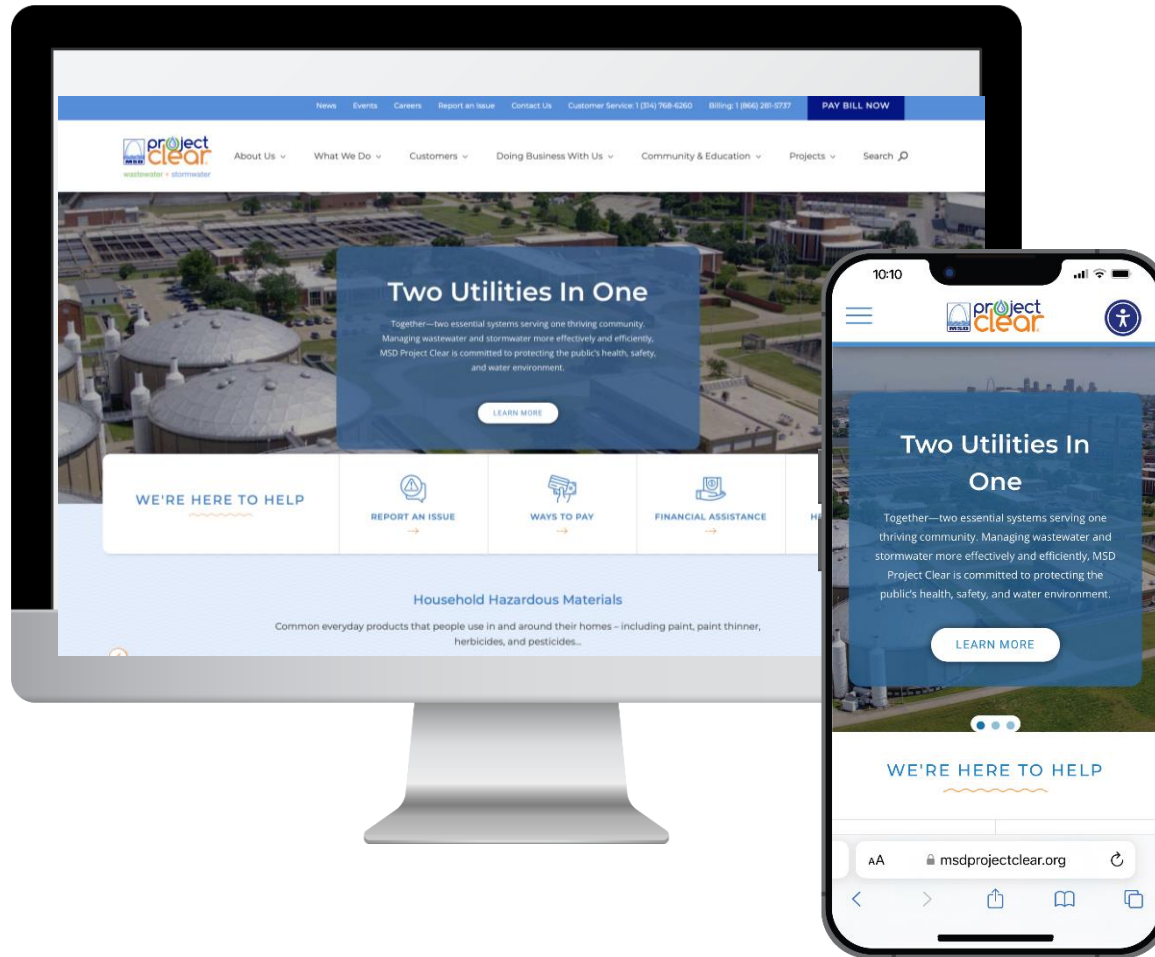 News Events Careers Report an Issue Contact Us Customer Service: 1 (314) 768-6260 Billing: 1 (866) 281-5737 PAY BILL NOW
MSD project
clear
wastewater + stormwater
About Us What We Do Customers Doing Business With Us Community & Education Projects Search
Two Utilities In One
Together—two essential systems serving one thriving community.
Managing wastewater and stormwater more effectively and efficiently,
MSD Project Clear is committed to protecting the public's health, safety,
and water environment.
LEARN MORE
WE'RE HERE TO HELP
REPORT AN ISSUE
WAYS TO PAY
FINANCIAL ASSISTANCE
Household Hazardous Materials
Common everyday products that people use in and around their homes – including paint, paint thinner,
herbicides, and pesticides...
10:10
MSD project
clear
Two Utilities In
One
Together—two essential systems serving one
thriving community. Managing wastewater and
stormwater more effectively and efficiently, MSD
Project Clear is committed to protecting the
public's health, safety, and water environment.
LEARN MORE
WE'RE HERE TO HELP
AA msdprojectclear.org